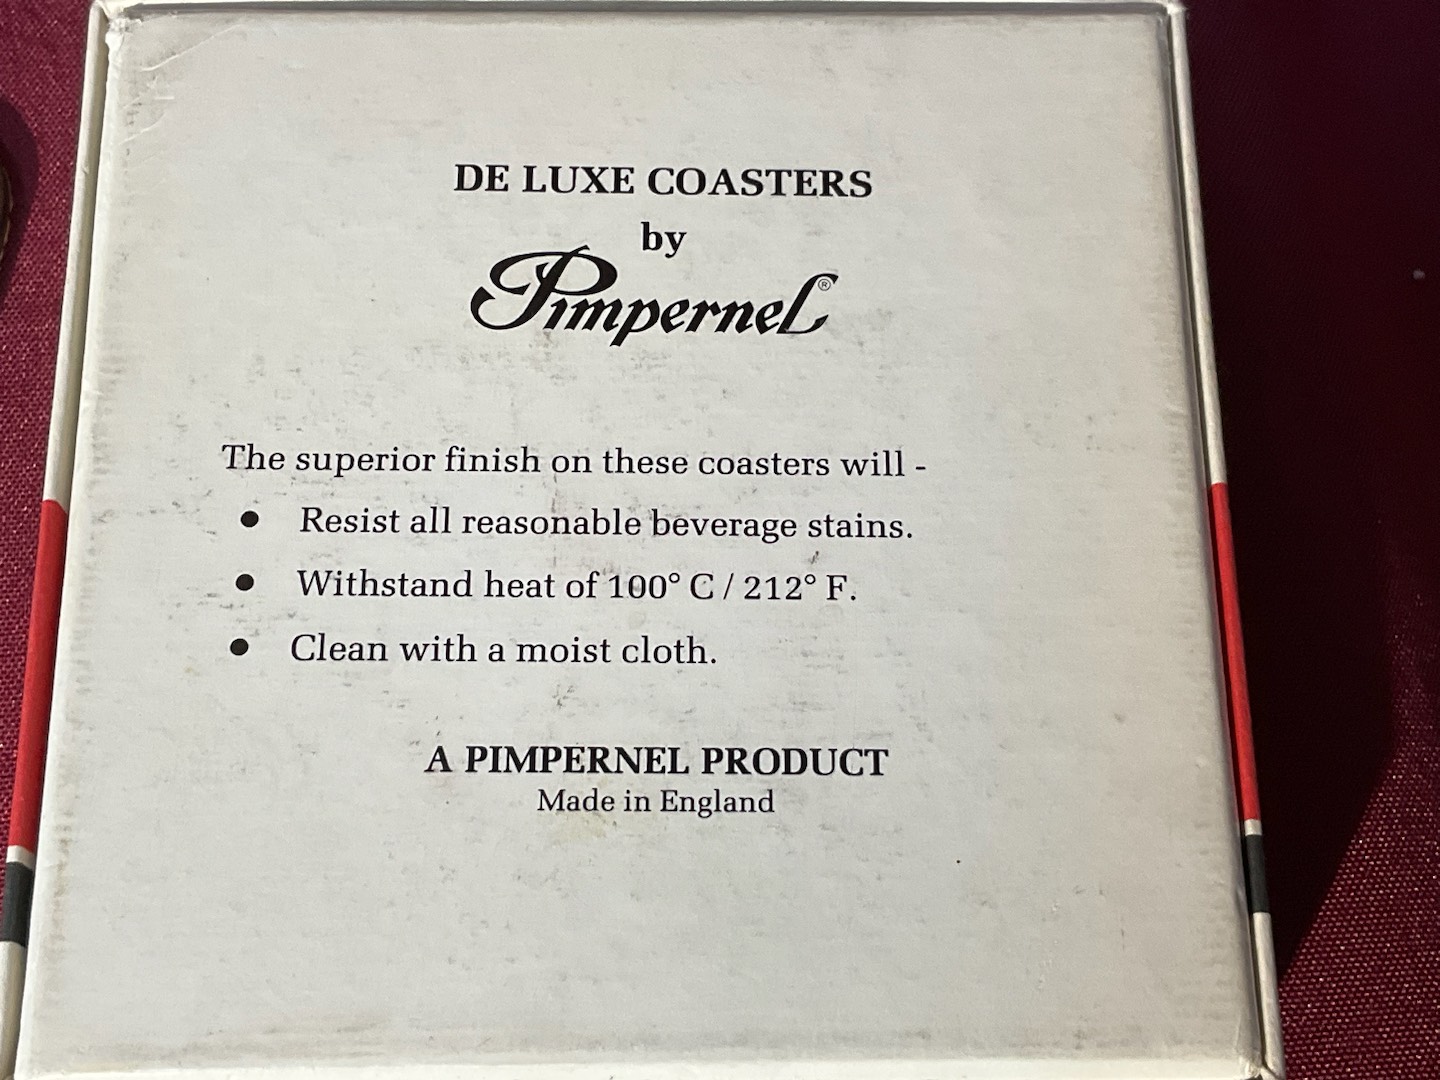 DE LUXE COASTERS
by
Pimpernel®
The superior finish on these coasters will -
● Resist all reasonable beverage stains.
● Withstand heat of 100° C / 212° F.
● Clean with a moist cloth.
A PIMPERNEL PRODUCT
Made in England